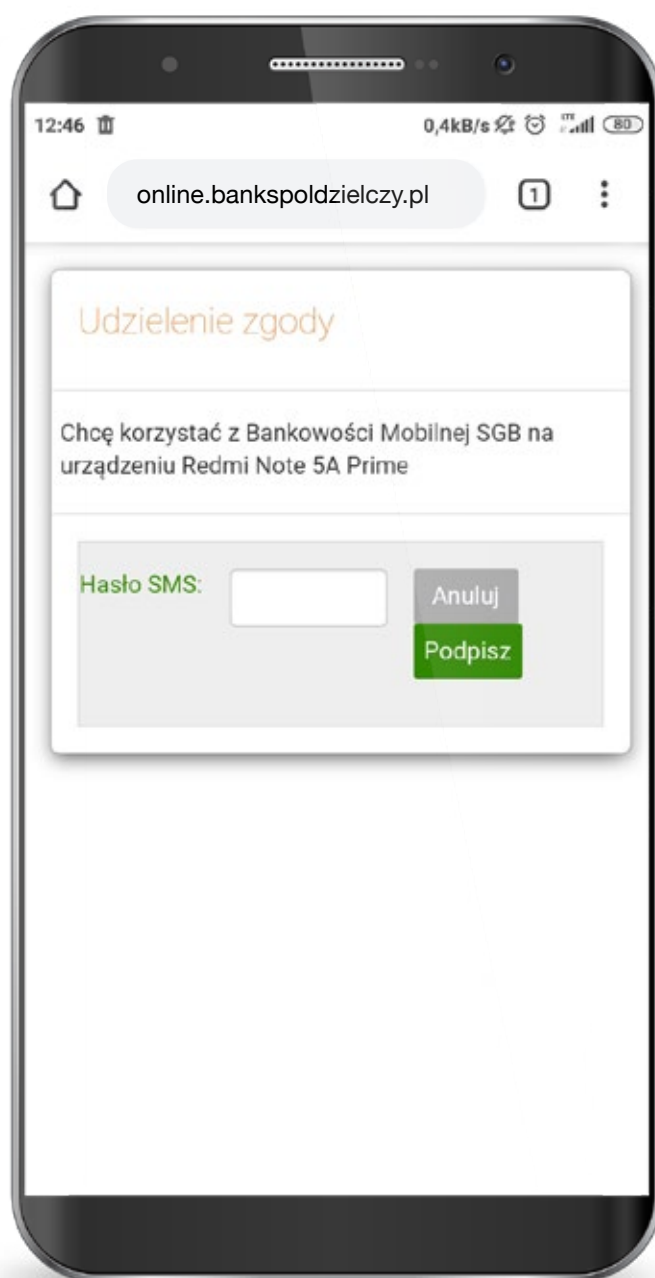 12:46 0,4kB/s 80
online.bankspoldzielczy.pl 1
Udzielenie zgody
Chcę korzystać z Bankowości Mobilnej SGB na
urządzeniu Redmi Note 5A Prime
Hasło SMS: Anuluj
Podpisz